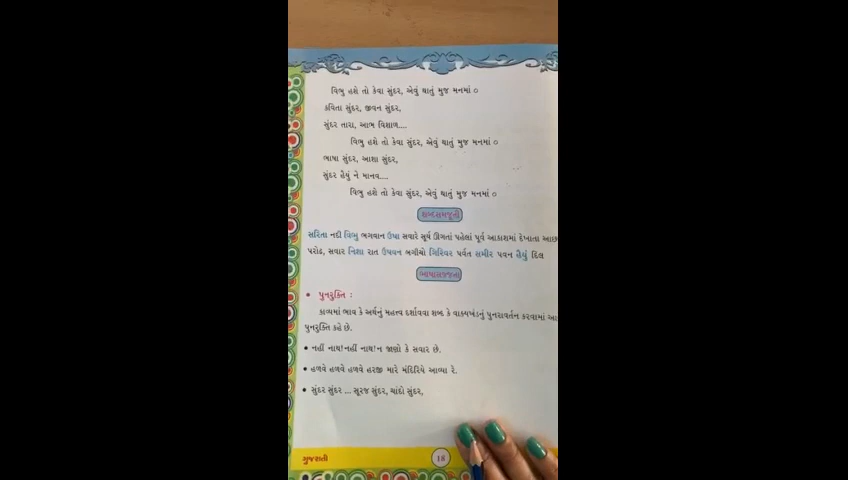 વિભુ હશે તો કેવા સુંદર, એવું થાતું મુજ મનમાં ૦
કવિતા સુંદર, જીવન સુંદર,
સુંદર તારા, આભ વિશાળ....
વિભુ હશે તો કેવા સુંદર, એવું થાતું મુજ મનમાં ૦
ભાષા સુંદર, આશા સુંદર,
સુંદર હૈયું ને માનવ....
વિભુ હશે તો કેવા સુંદર, એવું થાતું મુજ મનમાં ૦
શબ્દસમજૂતી
સરિતા નદી વિભુ ભગવાન ઉષા સવારે સૂર્ય ઊગતાં પહેલાં પૂર્વ આકાશમાં દેખાતા આછ
પરોઢ, સવાર નિશા રાત ઉપવન બગીચો ગિરિવર પર્વત સમીર પવન હૈયું દિલ
ભાષાસજ્જતા
• પુનરુક્તિ :
કાવ્યમાં ભાવ કે અર્થનું મહત્વ દર્શાવવા શબ્દ કે વાક્યખંડનું પુનરાવર્તન કરવામાં આ
પુનરુક્તિ કહે છે.
• નહીં નાથ! નહીં નાથ! ન જાણો કે સવાર છે.
• હળવે હળવે હળવે હરજી મારે મંદિરિયે આવ્યા રે.
• સુંદર સુંદર ... સૂરજ સુંદર, ચાંદો સુંદર,
ગુજરાતી
18